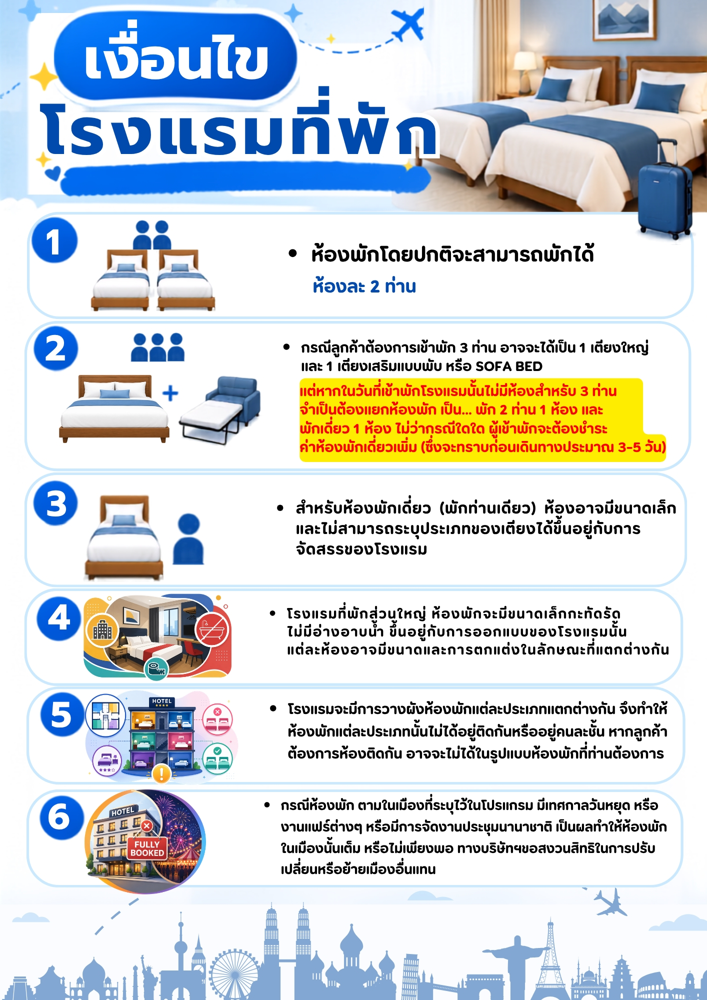 เงื่อนไข
โรงแรมที่พัก
1
ห้องพักโดยปกติจะสามารถพักได้
ห้องละ 2 ท่าน
2
กรณีลูกค้าต้องการเข้าพัก 3 ท่าน อาจจะได้เป็น 1 เตียงใหญ่
และ 1 เตียงเสริมแบบพับ หรือ SOFA BED
แต่หากในวันที่เข้าพักโรงแรมนั้นไม่มีห้องสำหรับ 3 ท่าน
จำเป็นต้องแยกห้องพัก เป็น... พัก 2 ท่าน 1 ห้อง และ
พักเดี่ยว 1 ห้อง ไม่ว่ากรณีใดใด ผู้เข้าพักจะต้องชำระ
ค่าห้องพักเดี่ยวเพิ่ม (ซึ่งจะทราบก่อนเดินทางประมาณ 3-5 วัน)
3
สำหรับห้องพักเดี่ยว (พักท่านเดียว) ห้องอาจมีขนาดเล็ก
และไม่สามารถระบุประเภทของเตียงได้ขึ้นอยู่กับการ
จัดสรรของโรงแรม
4
โรงแรมที่พักส่วนใหญ่ ห้องพักจะมีขนาดเล็กกะทัดรัด
ไม่มีอ่างอาบน้ำ ขึ้นอยู่กับการออกแบบของโรงแรมนั้น
แต่ละห้องอาจมีขนาดและการตกแต่งในลักษณะที่แตกต่างกัน
5
HOTEL
โรงแรมจะมีการวางผังห้องพักแต่ละประเภทแตกต่างกัน จึงทำให้
ห้องพักแต่ละประเภทนั้นไม่ได้อยู่ติดกันหรืออยู่คนละชั้น หากลูกค้า
ต้องการห้องติดกัน อาจจะไม่ได้ในรูปแบบห้องพักที่ท่านต้องการ
6
HOTEL
FULLY
BOOKED
กรณีห้องพัก ตามในเมืองที่ระบุไว้ในโปรแกรม มีเทศกาลวันหยุด หรือ
งานแฟร์ต่างๆ หรือมีการจัดงานประชุมนานาชาติ เป็นผลทำให้ห้องพัก
ในเมืองนั้นเต็ม หรือไม่เพียงพอ ทางบริษัทฯขอสงวนสิทธิในการปรับ
เปลี่ยนหรือย้ายเมืองอื่นแทน